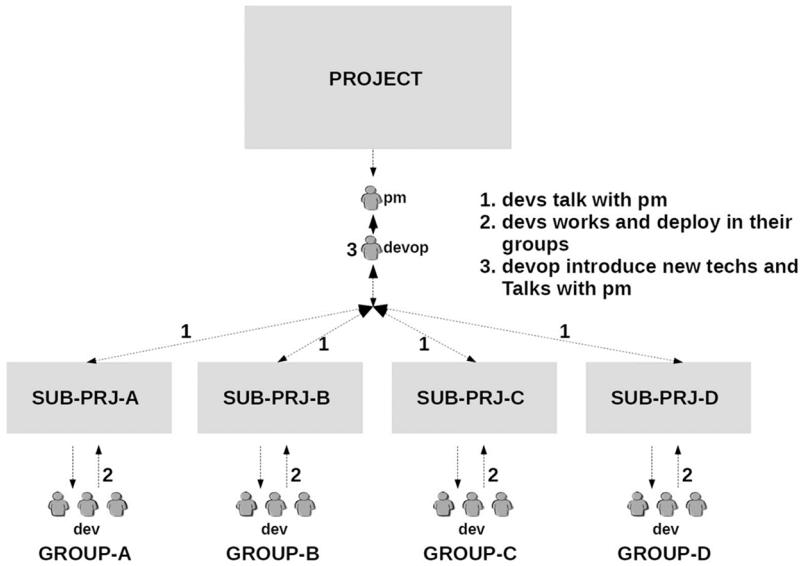 PROJECT
pm
1. devs talk with pm
2. devs works and deploy in their
groups
3 devop
3. devop introduce new techs and
Talks with pm
1
1
1
1
SUB-PRJ-A
SUB-PRJ-B
SUB-PRJ-C
SUB-PRJ-D
2
2
2
2
dev
dev
dev
dev
GROUP-A
GROUP-B
GROUP-C
GROUP-D